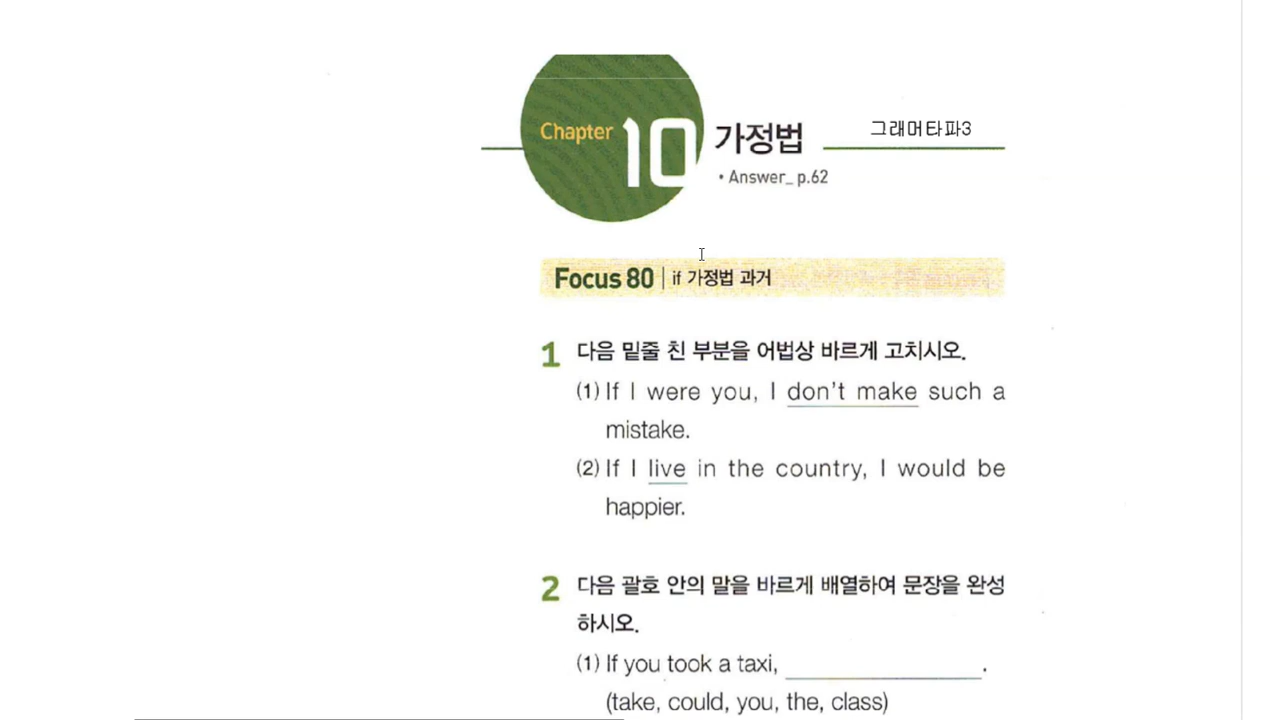 Chapter 10 가정법 그래머타파3
• Answer_ p.62
Focus 80 | if 가정법 과거
1 다음 밑줄 친 부분을 어법상 바르게 고치시오.
(1) If I were you, I don't make such a
mistake.
(2) If I live in the country, I would be
happier.
2 다음 괄호 안의 말을 바르게 배열하여 문장을 완성
하시오.
(1) If you took a taxi, ____________.
(take, could, you, the, class)